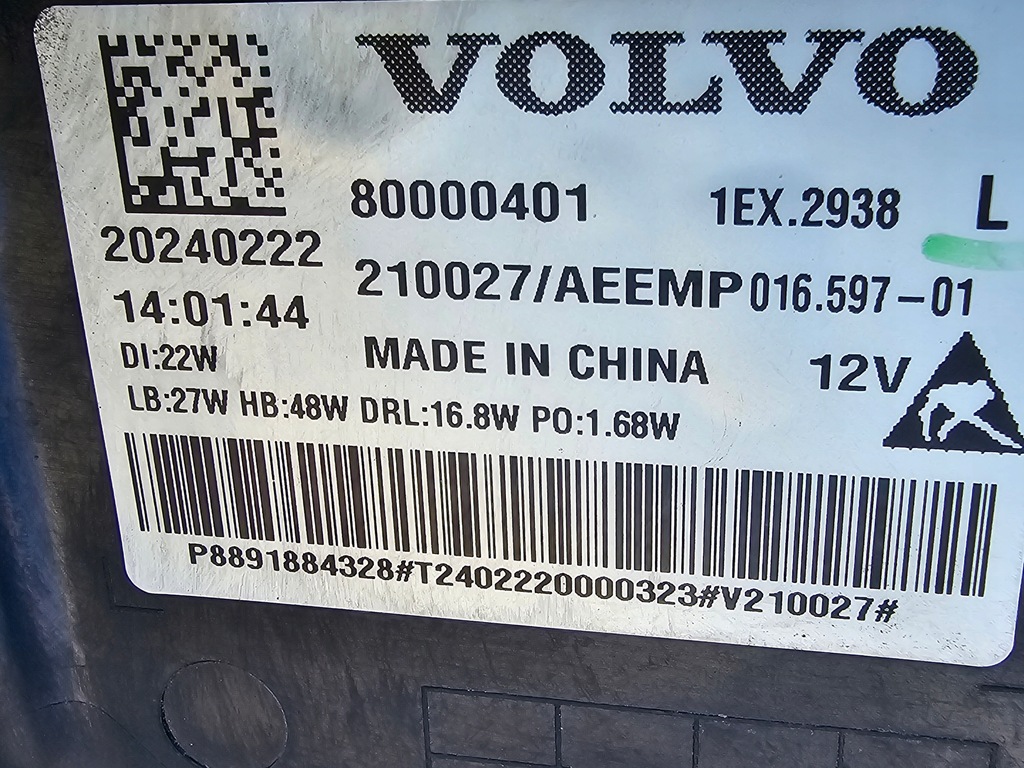 VOLVO
80000401 1EX.2938 L
20240222
210027/AEEMP 016.597-01
14:01:44
DI:22W
MADE IN CHINA 12V
LB:27W HB:48W DRL:16.8W PO:1.68W
P8891884328#T2402220000323#V210027#